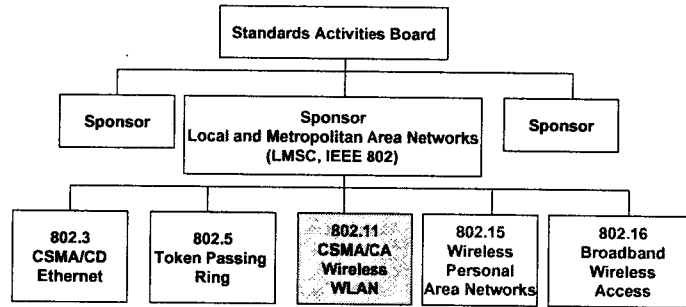 Standards Activities Board
Sponsor
Sponsor
Local and Metropolitan Area Networks
(LMSC, IEEE 802)
Sponsor
802.3
CSMA/CD
Ethernet
802.5
Token Passing
Ring
802.11
CSMA/CA
Wireless
WLAN
802.15
Wireless
Personal
Area Networks
802.16
Broadband
Wireless
Access